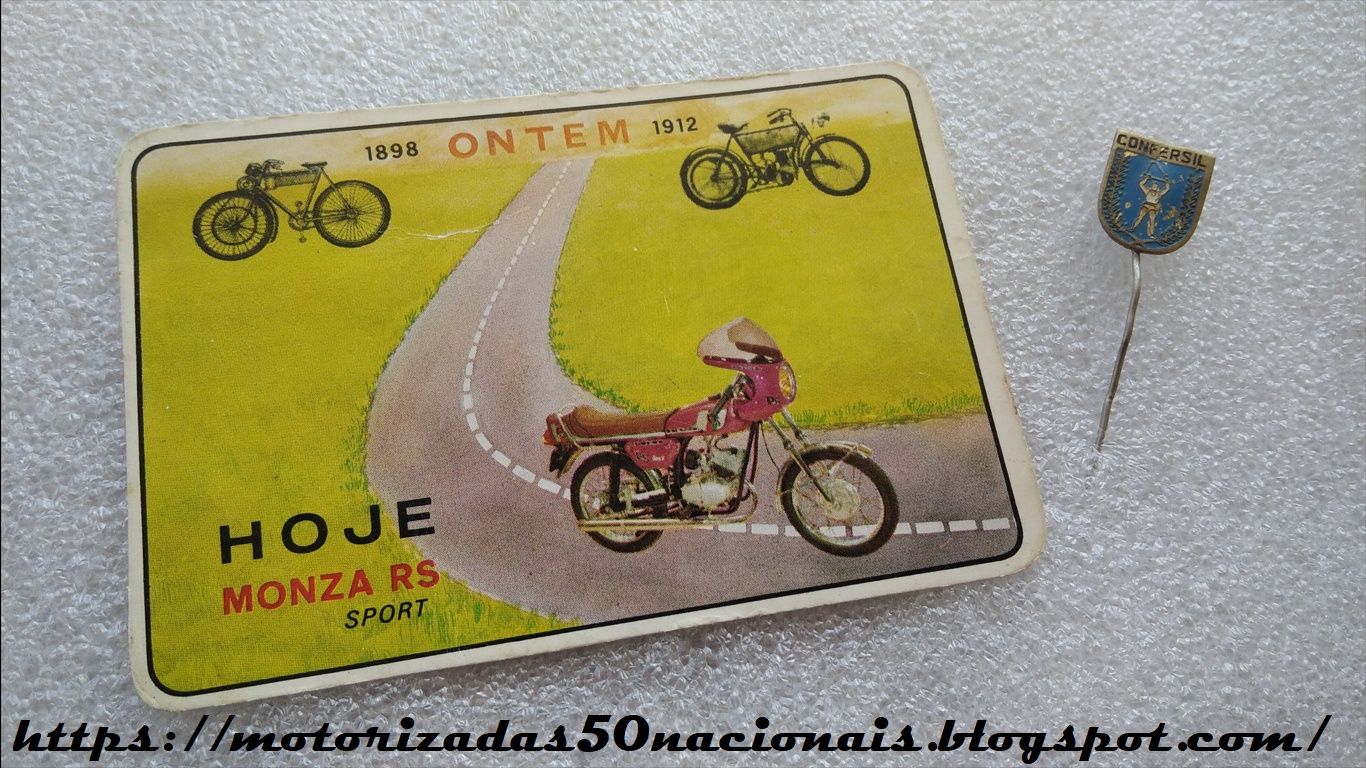 1898 ONTEM 1912
HOJE
MONZA RS
SPORT
CONFERSIL
https://motorizadas50nacionais.blogspot.com/